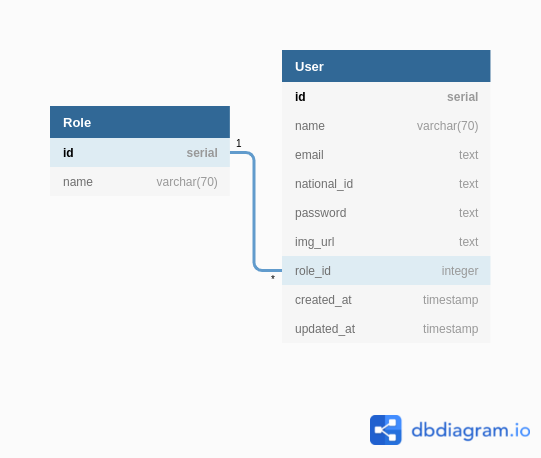 Role
id serial
name varchar(70)
1
*
User
id serial
name varchar(70)
email text
national_id text
password text
img_url text
role_id integer
created_at timestamp
updated_at timestamp
dbdiagram.io